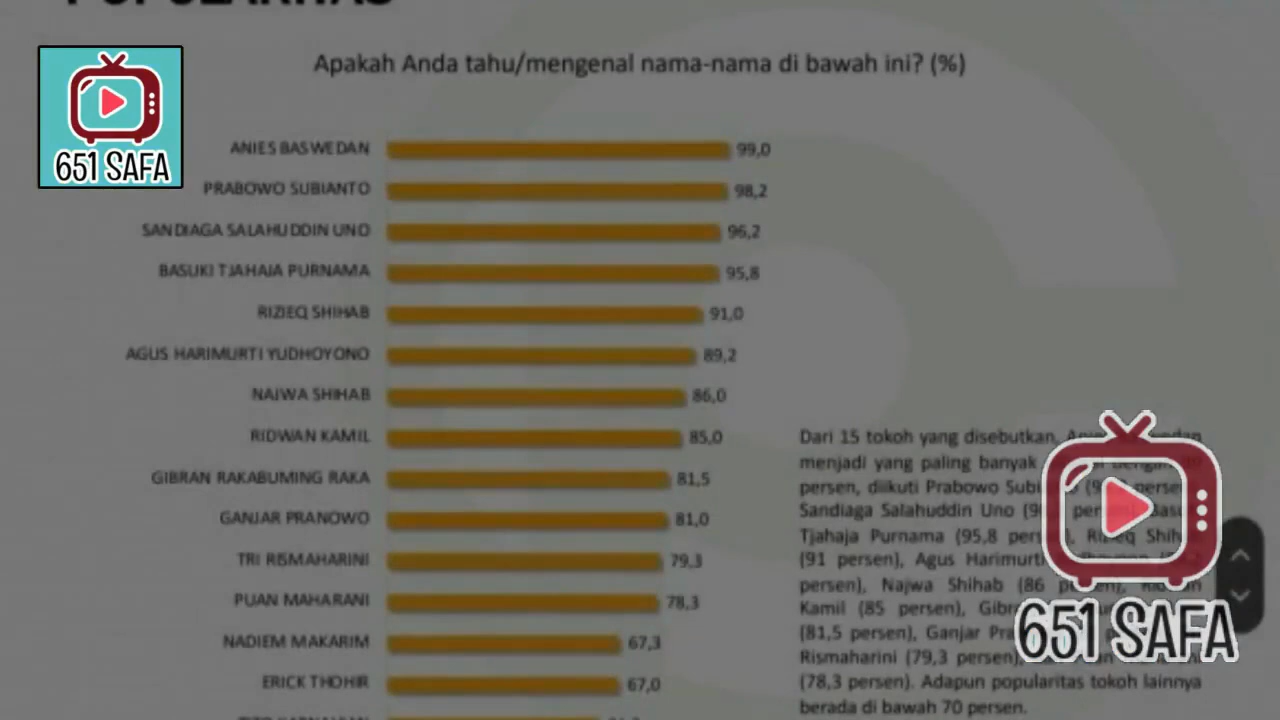 POPULARITAS
Apakah Anda tahu/mengenal nama-nama di bawah ini? (%)
651 SAFA
ANIES BASWEDAN 99,0
PRABOWO SUBIANTO 98,2
SANDIAGA SALAHUDDIN UNO 96,2
BASUKI TJAHAJA PURNAMA 95,8
RIZIEQ SHIHAB 91,0
AGUS HARIMURTI YUDHOYONO 89,2
NAJWA SHIHAB 86,0
RIDWAN KAMIL 85,0
GIBRAN RAKABUMING RAKA 81,5
GANJAR PRANOWO 81,0
TRI RISMAHARINI 79,3
PUAN MAHARANI 78,3
NADIEM MAKARIM 67,3
ERICK THOHIR 67,0
Dari 15 tokoh yang disebutkan,
menjadi yang paling banyak
persen, diikuti Prabowo
Sandiaga Salahuddin Uno
Tjahaja Purnama (95,8 Rizieq
(91 persen), Agus Harimurti
persen), Najwa Shihab (86
Kamil (85 persen),
(81,5 persen), Ganjar
Rismaharini (79,3 persen),
(78,3 persen). Adapun popularitas tokoh lainnya
berada di bawah 70 persen.
651 SAFA